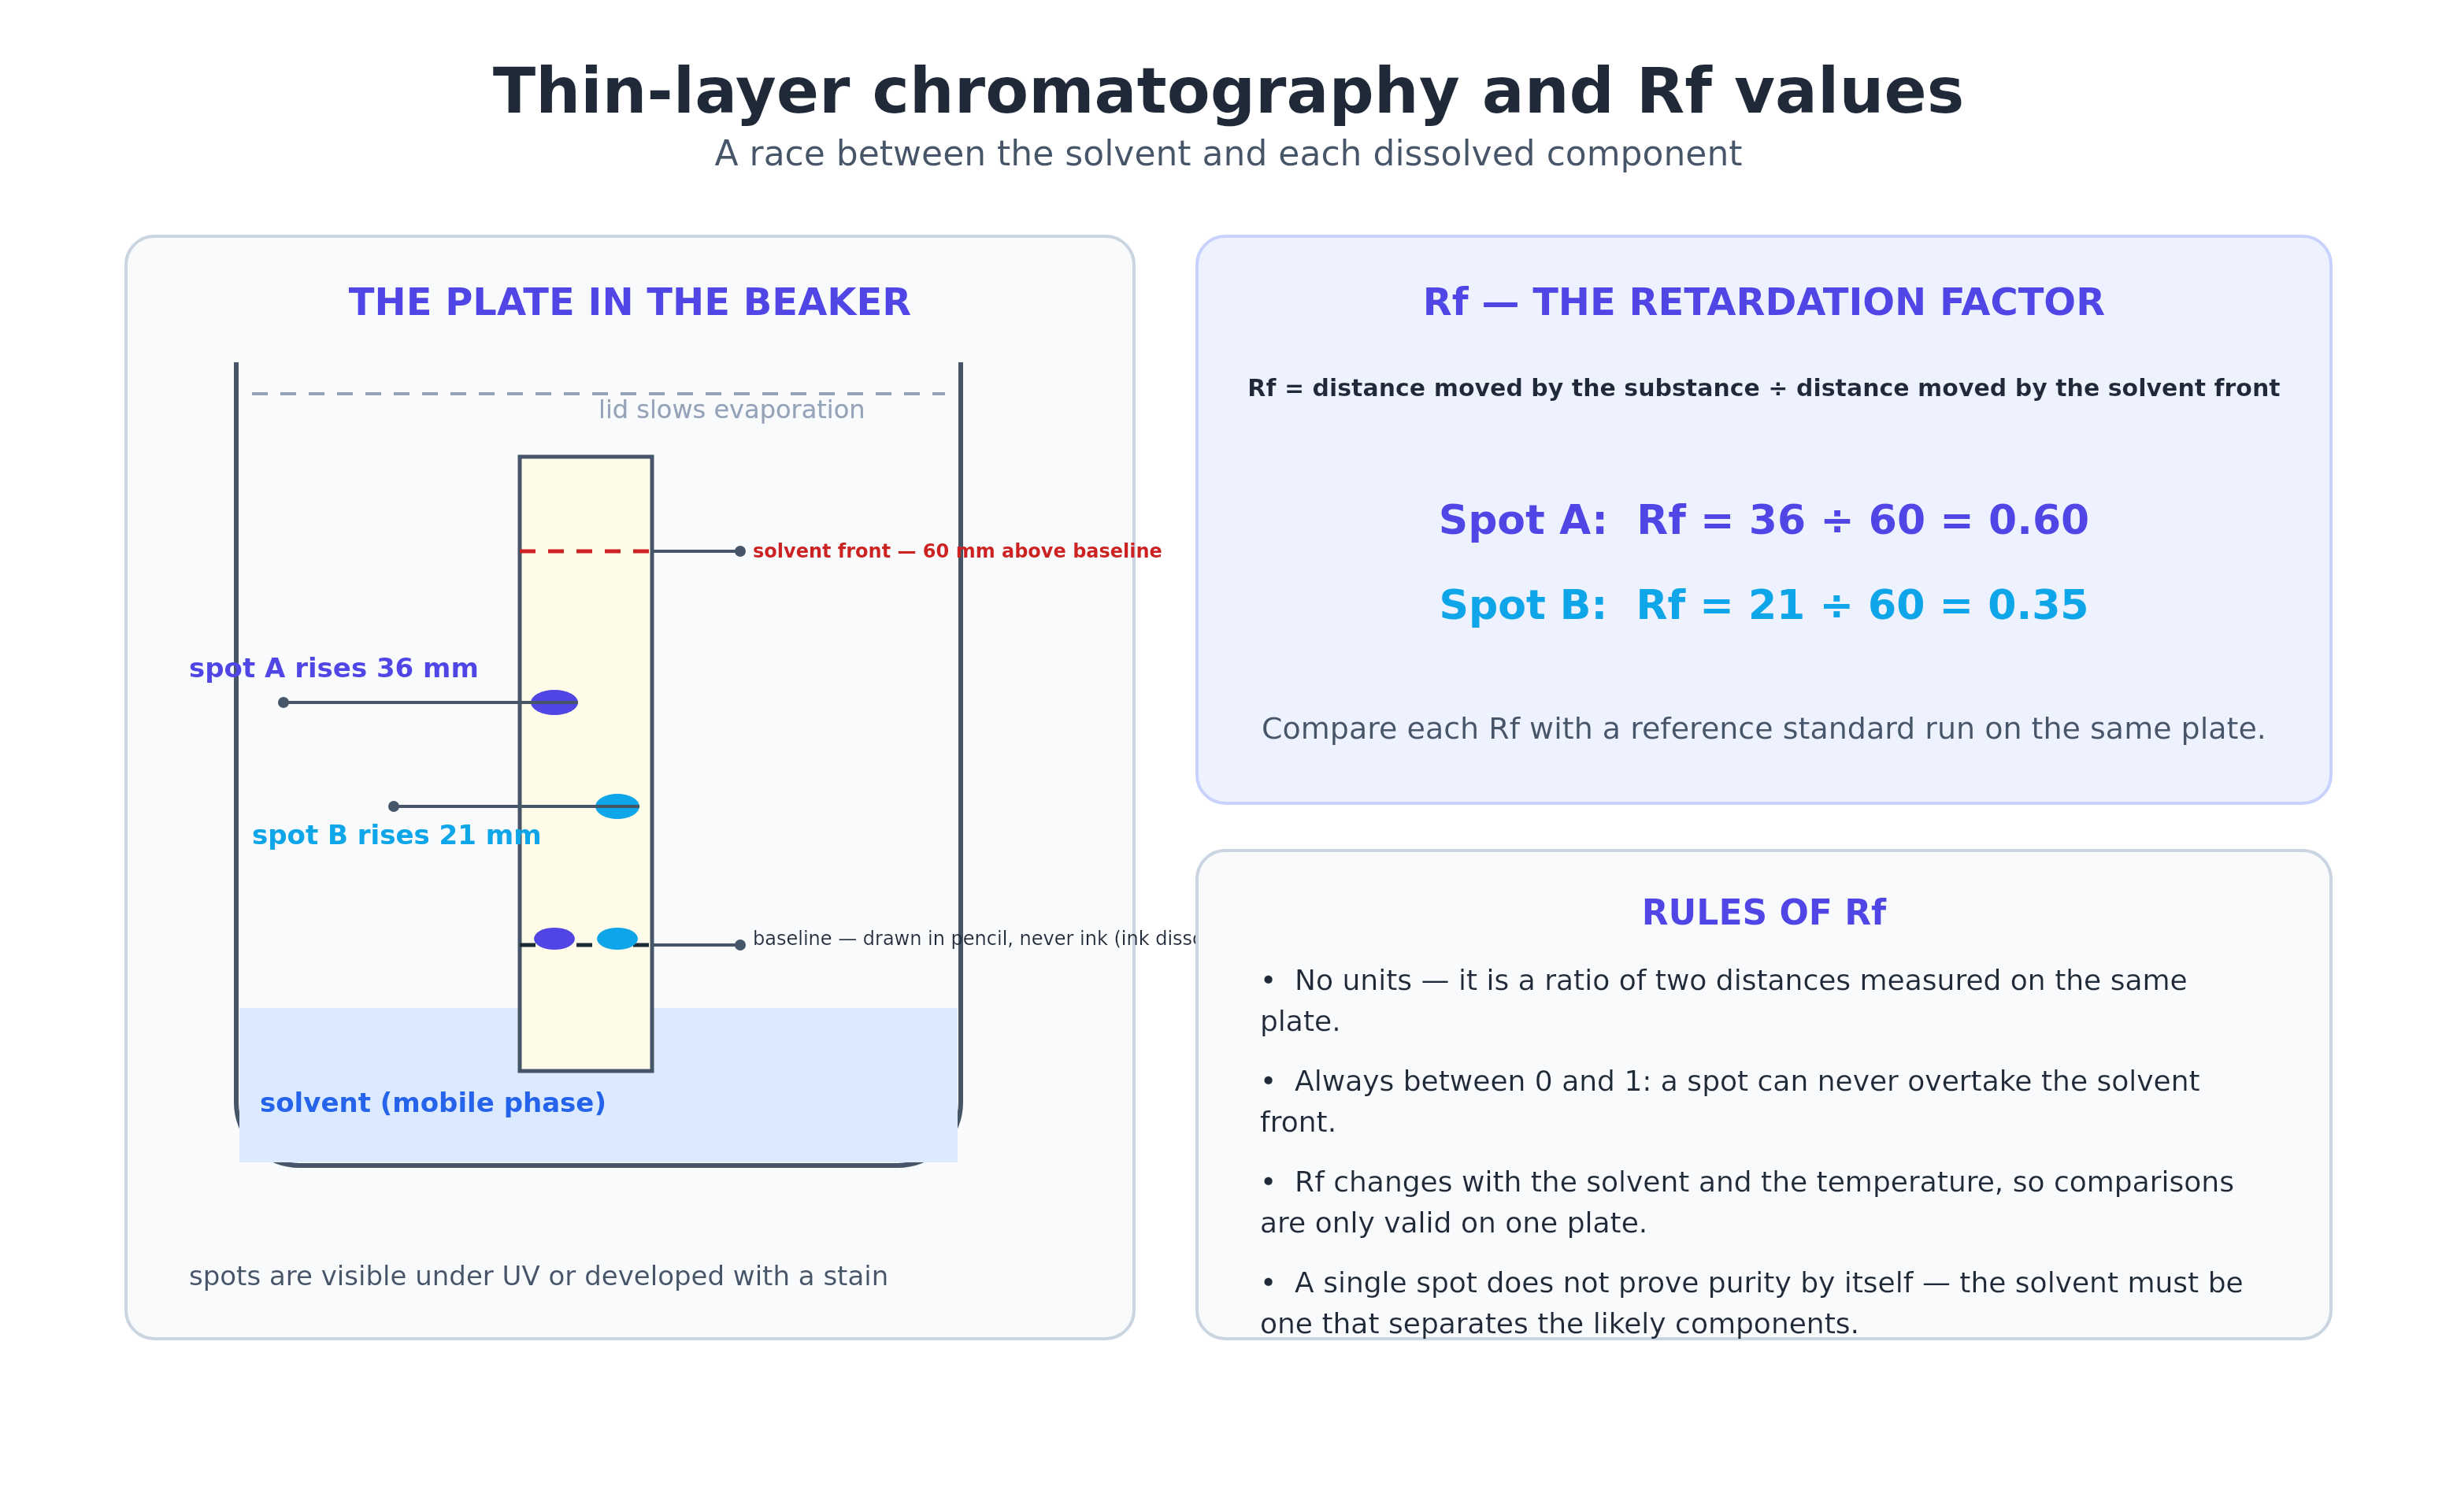 Thin-layer chromatography and Rf values
A race between the solvent and each dissolved component
THE PLATE IN THE BEAKER
lid slows evaporation
solvent front — 60 mm above baseline
spot A rises 36 mm
spot B rises 21 mm
baseline — drawn in pencil, never ink (ink
solvent (mobile phase)
spots are visible under UV or developed with a stain
Rf — THE RETARDATION FACTOR
Rf = distance moved by the substance ÷ distance moved by the solvent front
Spot A: Rf = 36 ÷ 60 = 0.60
Spot B: Rf = 21 ÷ 60 = 0.35
Compare each Rf with a reference standard run on the same plate.
RULES OF Rf
• No units — it is a ratio of two distances measured on the same
plate.
• Always between 0 and 1: a spot can never overtake the solvent
front.
• Rf changes with the solvent and the temperature, so comparisons
are only valid on one plate.
• A single spot does not prove purity by itself — the solvent must be
one that separates the likely components.